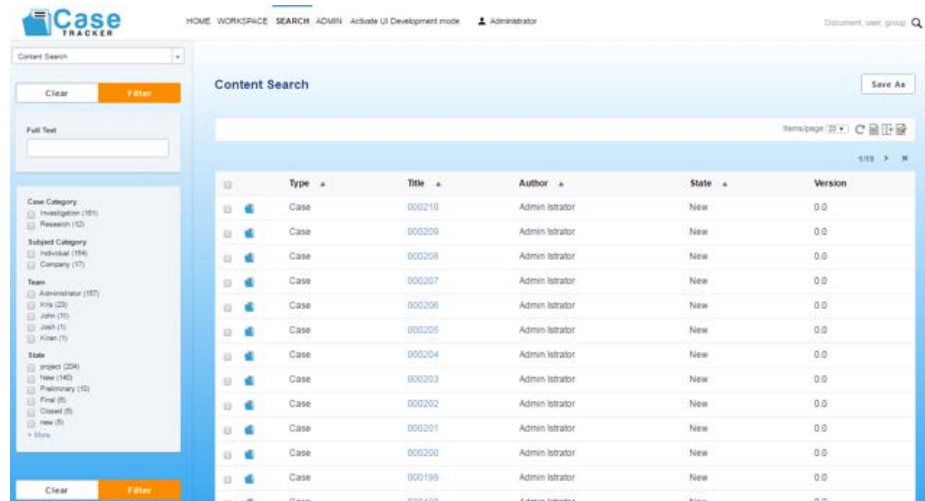 Case
TRACKER
HOME WORKSPACE SEARCH ADMIN Activate UI Development mode Administrator
Document, user, group
Content Search
Clear Filter
Full Text
Case Category
Investigation (161)
Research (12)
Subject Category
Individual (154)
Company (17)
Team
Administrator (157)
Kris (23)
John (11)
Josh (1)
Kiran (1)
State
project (204)
New (140)
Preliminary (10)
Final (6)
Closed (5)
new (5)
+ More
Clear Filter
Content Search
Save As
Items/page 20
1/10
Type Title Author State Version
Case 000210 Admin Istrator New 0.0
Case 000209 Admin Istrator New 0.0
Case 000208 Admin Istrator New 0.0
Case 000207 Admin Istrator New 0.0
Case 000206 Admin Istrator New 0.0
Case 000205 Admin Istrator New 0.0
Case 000204 Admin Istrator New 0.0
Case 000203 Admin Istrator New 0.0
Case 000202 Admin Istrator New 0.0
Case 000201 Admin Istrator New 0.0
Case 000200 Admin Istrator New 0.0
Case 000199 Admin Istrator New 0.0